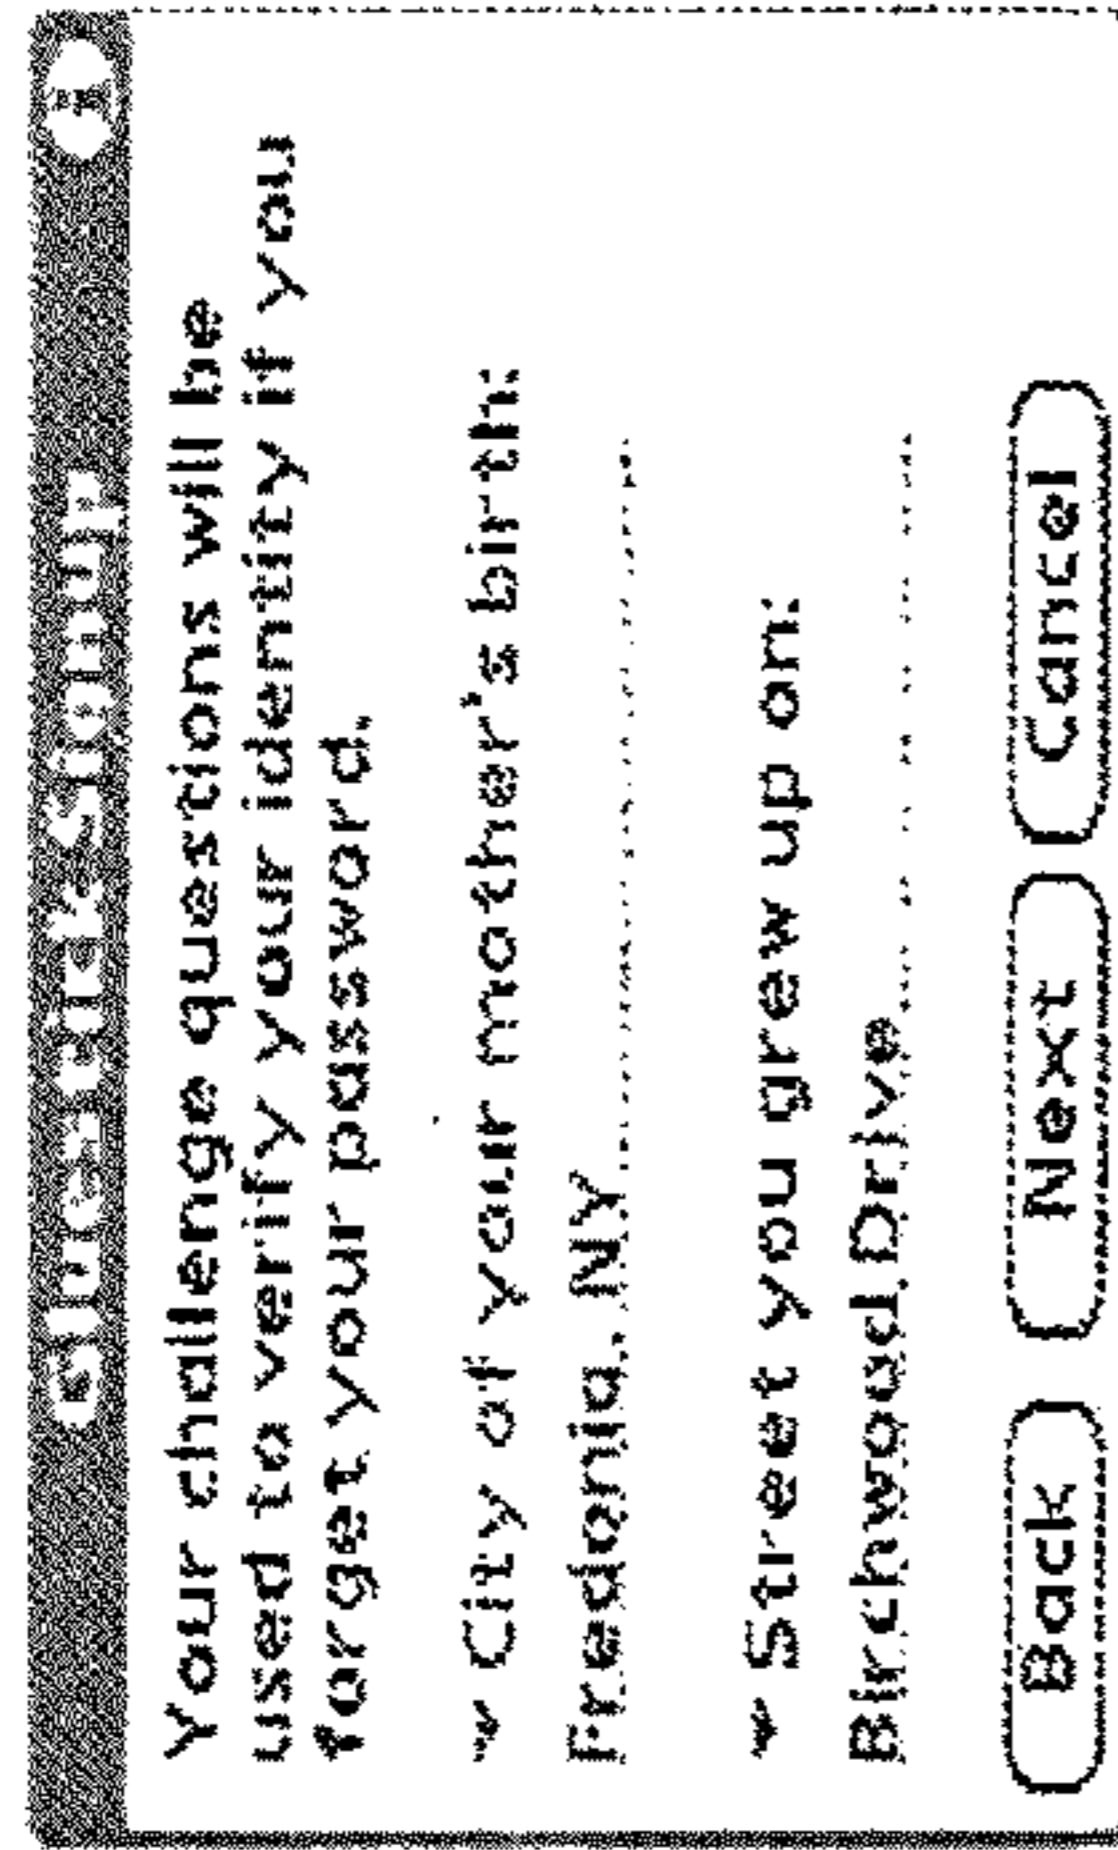 Your challenge questions will be
used to verify your identity if you
forget your password.
City of your mother's birth:
Fredonia, NY
Street you grew up on:
Birchwood Drive
Back
Next
Cancel